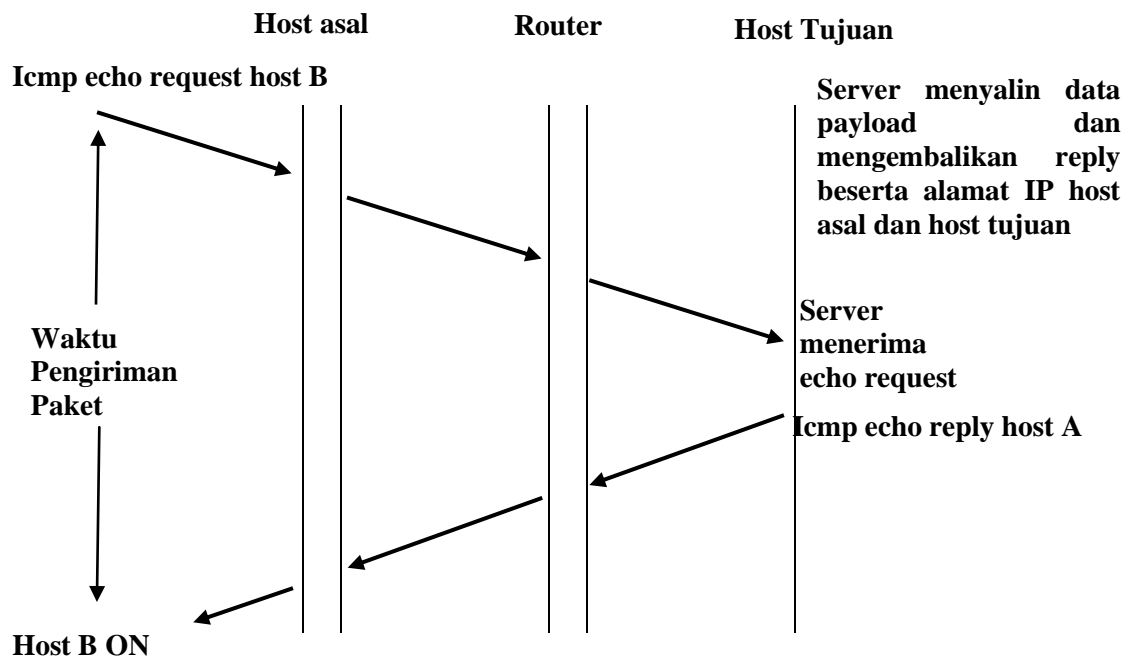 Host asal
Router
Host Tujuan
Icmp echo request host B
Server menyalin data
payload dan
mengembalikan reply
beserta alamat IP host
asal dan host tujuan
Server
menerima
echo request
Waktu
Pengiriman
Paket
Icmp echo reply host A
Host B ON